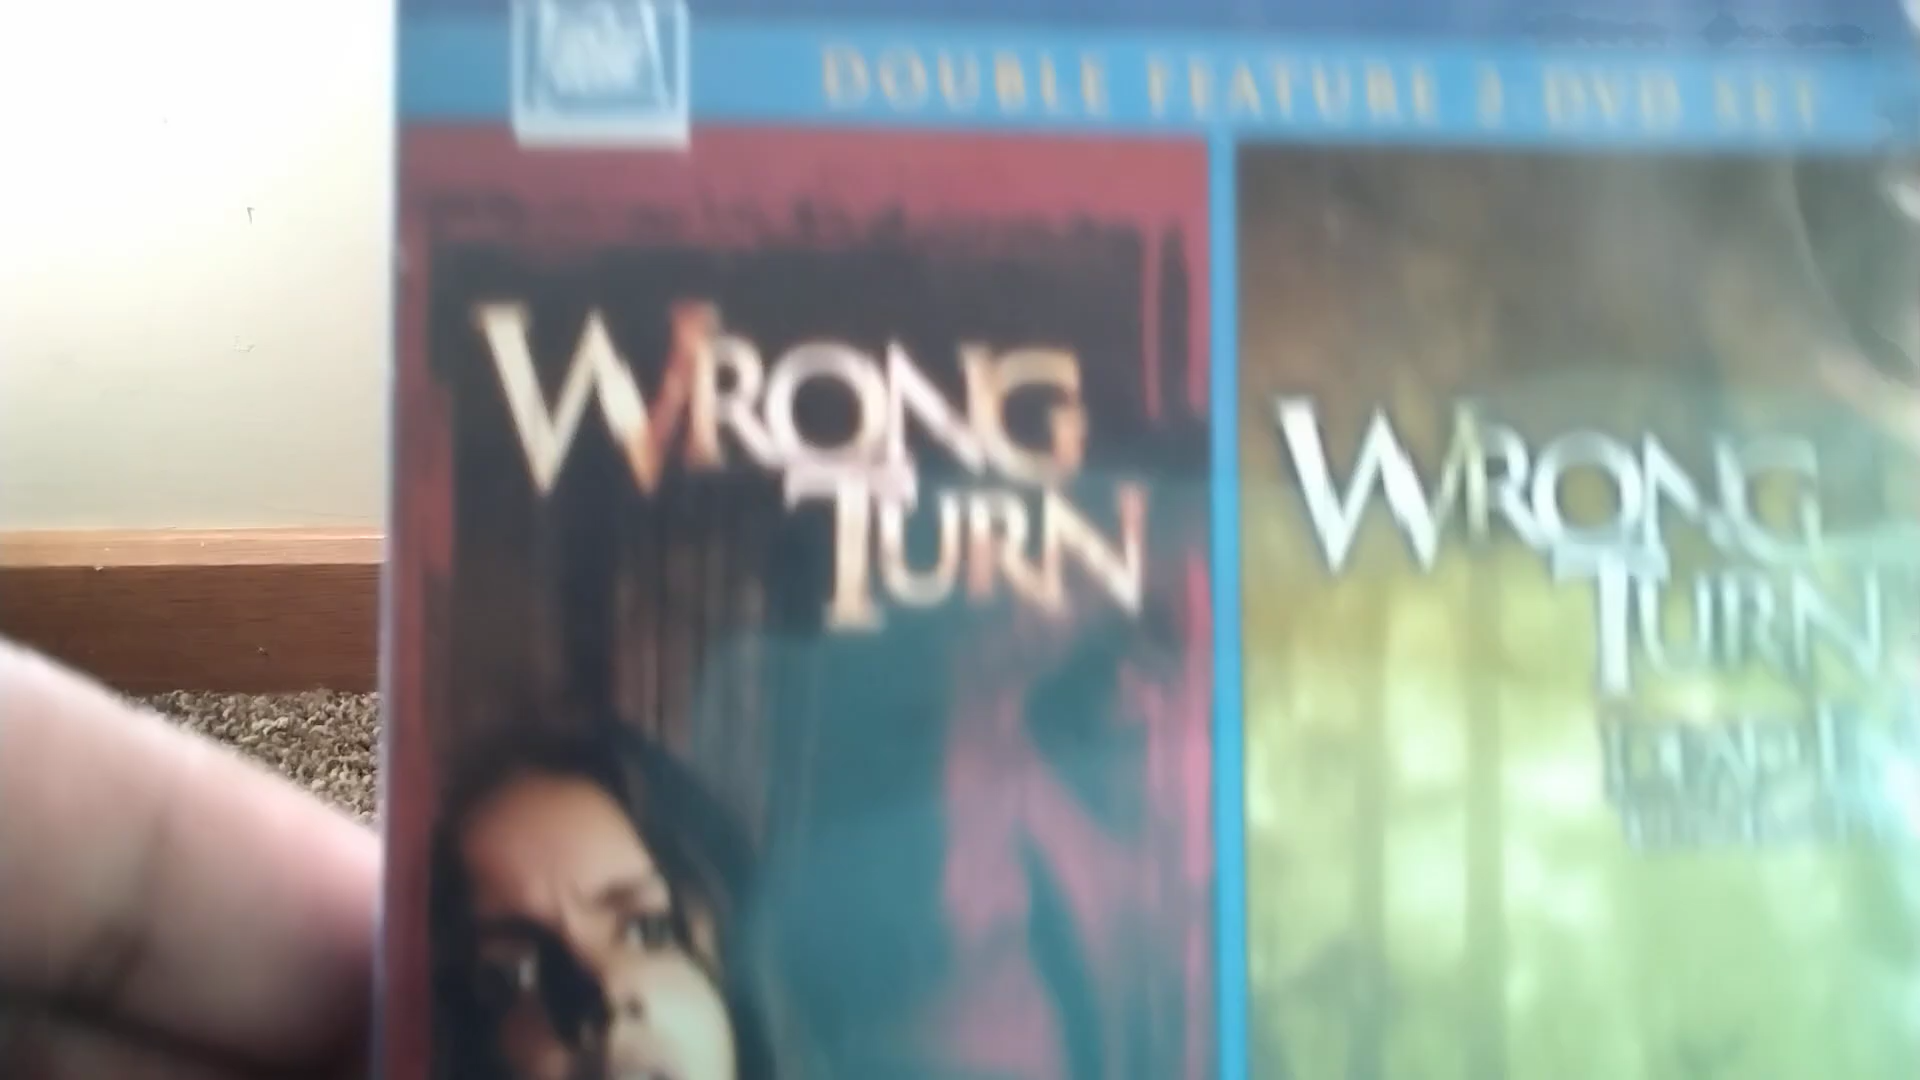 DOUBLE FEATURE 2-DVD SET
WRONG
TURN
WRONG
TURN